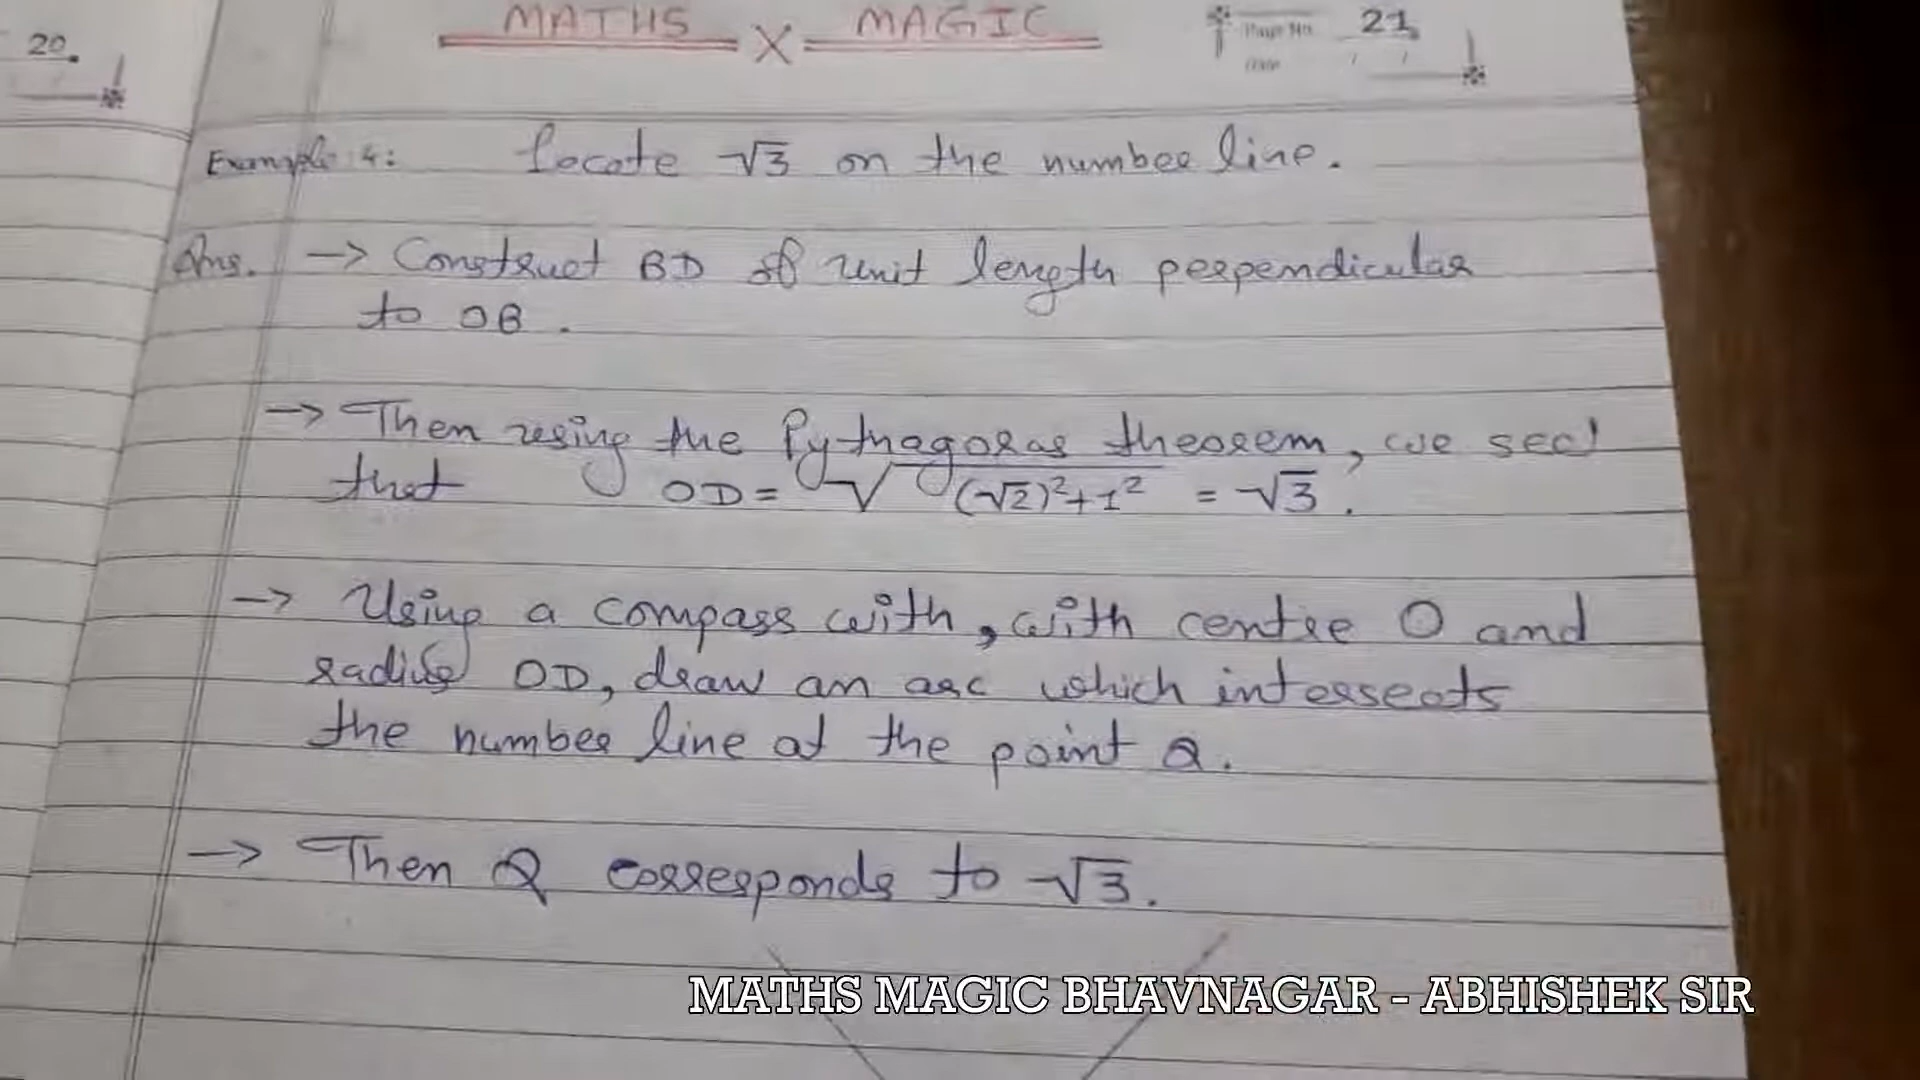 20.
MATHS X MAGIC
Page No. 21
Date
Example 4: Locate √3 on the number line.
Ans. → Construct BD of unit length perpendicular
to OB.
→ Then using the Pythagoras theorem, we see
that OD = √(√2)²+1² = √3.
→ Using a compass with, with centre O and
radius OD, draw an arc which intersects
the number line at the point Q.
→ Then Q corresponds to √3.
MATHS MAGIC BHAVNAGAR - ABHISHEK SIR